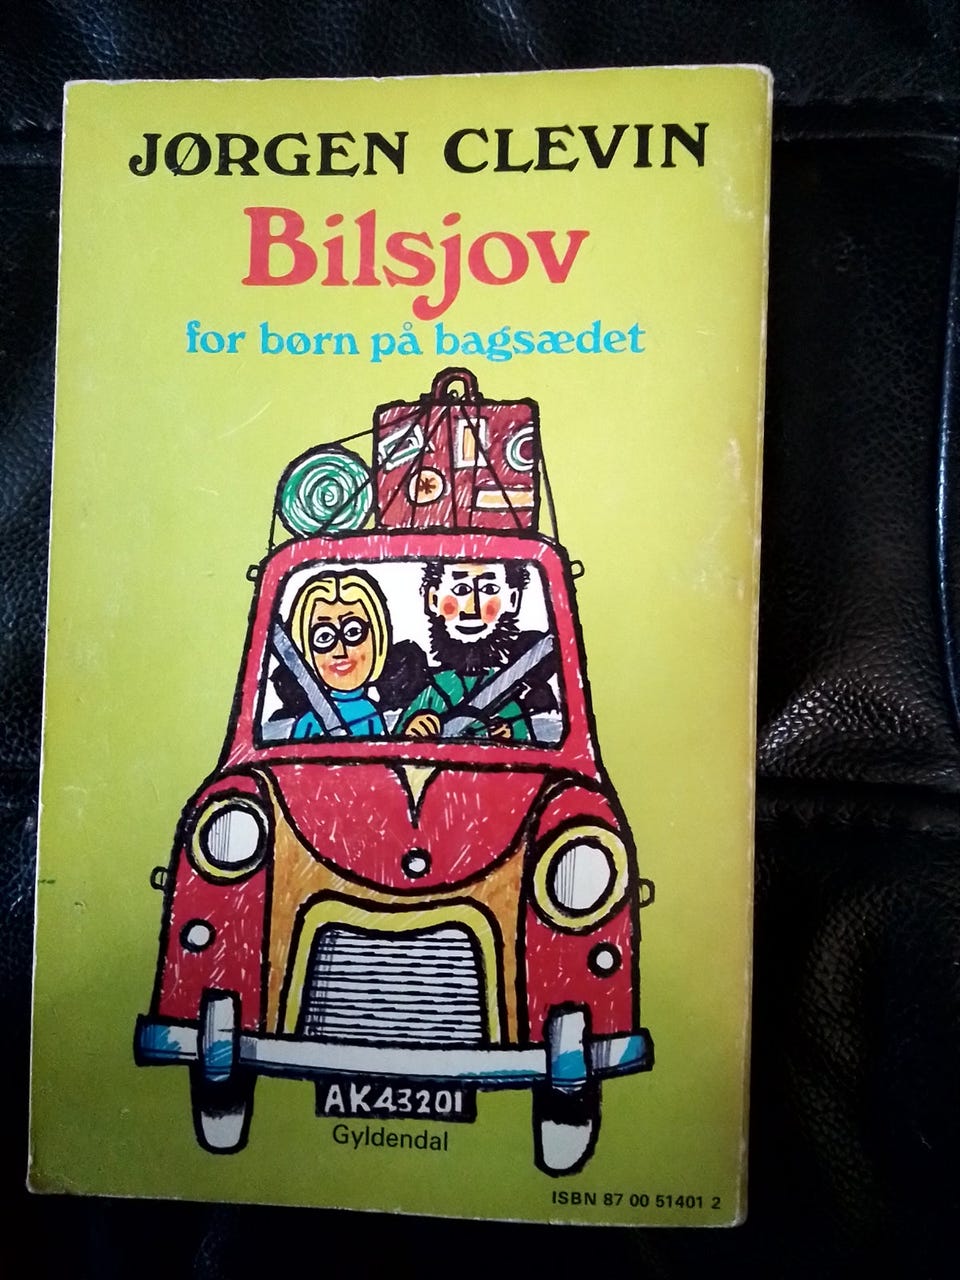 JØRGEN CLEVIN
Bilsjov
for børn på bagsædet
AK43201
Gyldendal
ISBN 87 00 51401 2